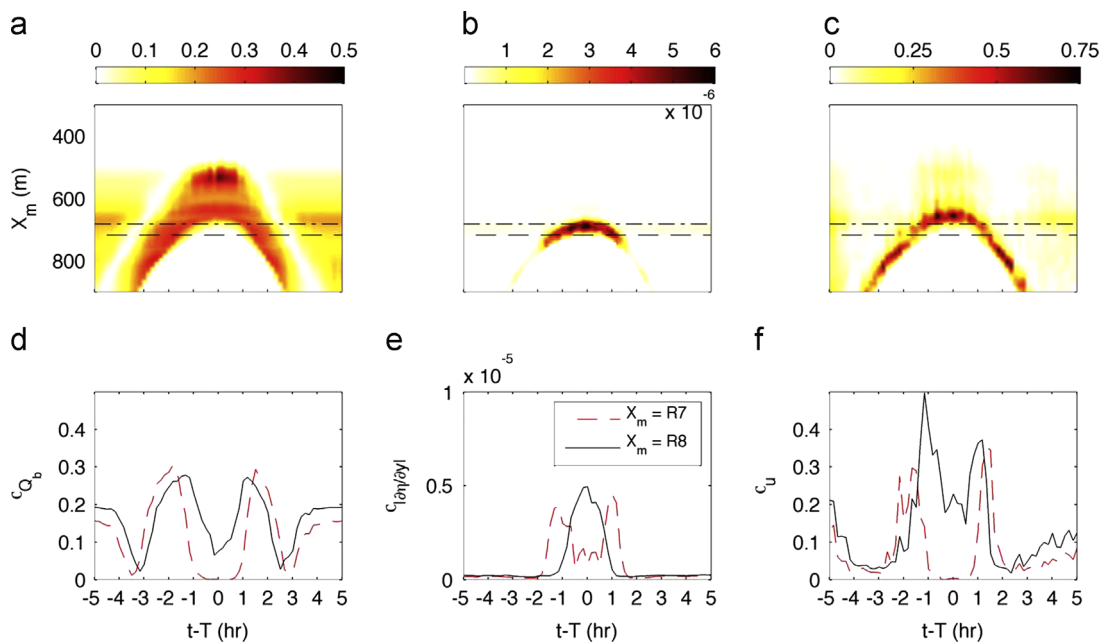 a
b
c
0 0.1 0.2 0.3 0.4 0.5
1 2 3 4 5 6
0 0.25 0.5 0.75
x 10⁻⁶
400
600
800
X_m (m)
d
e
f
x 10⁻⁵
0.4
0.3
0.2
0.1
0
c_{Q_b}
1
0.5
0
c_{|∂η/∂y|}
X_m = R7
X_m = R8
0.4
0.3
0.2
0.1
0
c_u
-5 -4 -3 -2 -1 0 1 2 3 4 5
-5 -4 -3 -2 -1 0 1 2 3 4 5
-5 -4 -3 -2 -1 0 1 2 3 4 5
t-T (hr)
t-T (hr)
t-T (hr)